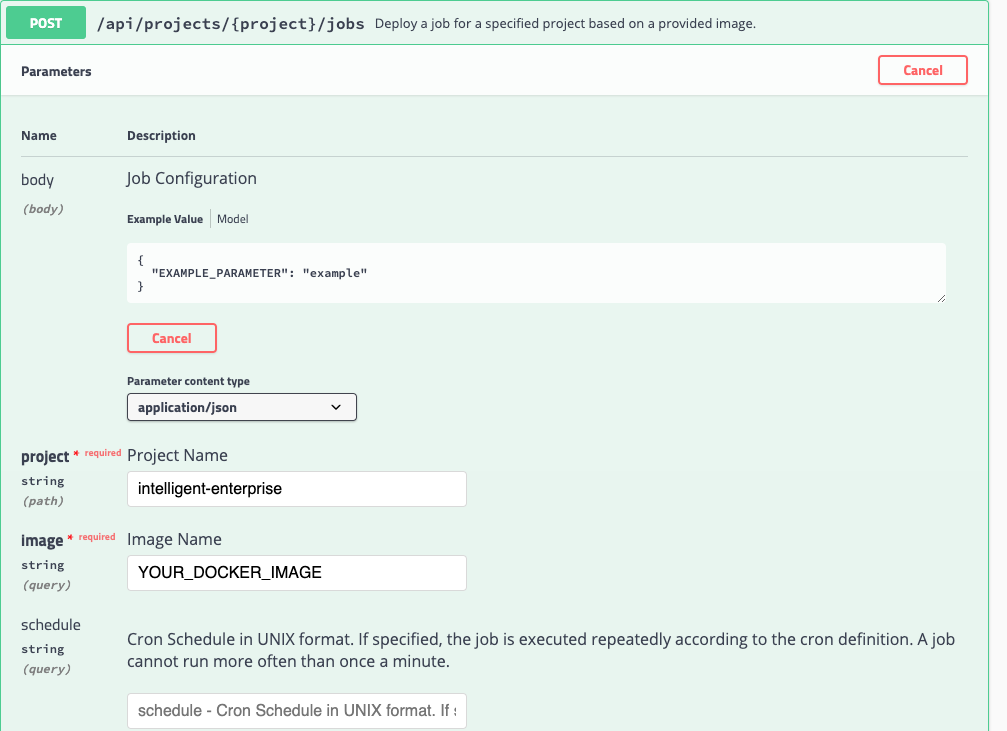 POST /api/projects/{project}/jobs Deploy a job for a specified project based on a provided image.
Parameters Cancel
Name Description
body Job Configuration
(body)
Example Value Model
{
"EXAMPLE_PARAMETER": "example"
}
Cancel
Parameter content type
application/json
project * required Project Name
string
intelligent-enterprise
(path)
image * required Image Name
string
YOUR_DOCKER_IMAGE
(query)
schedule
string
(query)
Cron Schedule in UNIX format. If specified, the job is executed repeatedly according to the cron definition. A job
cannot run more often than once a minute.
schedule - Cron Schedule in UNIX format. If